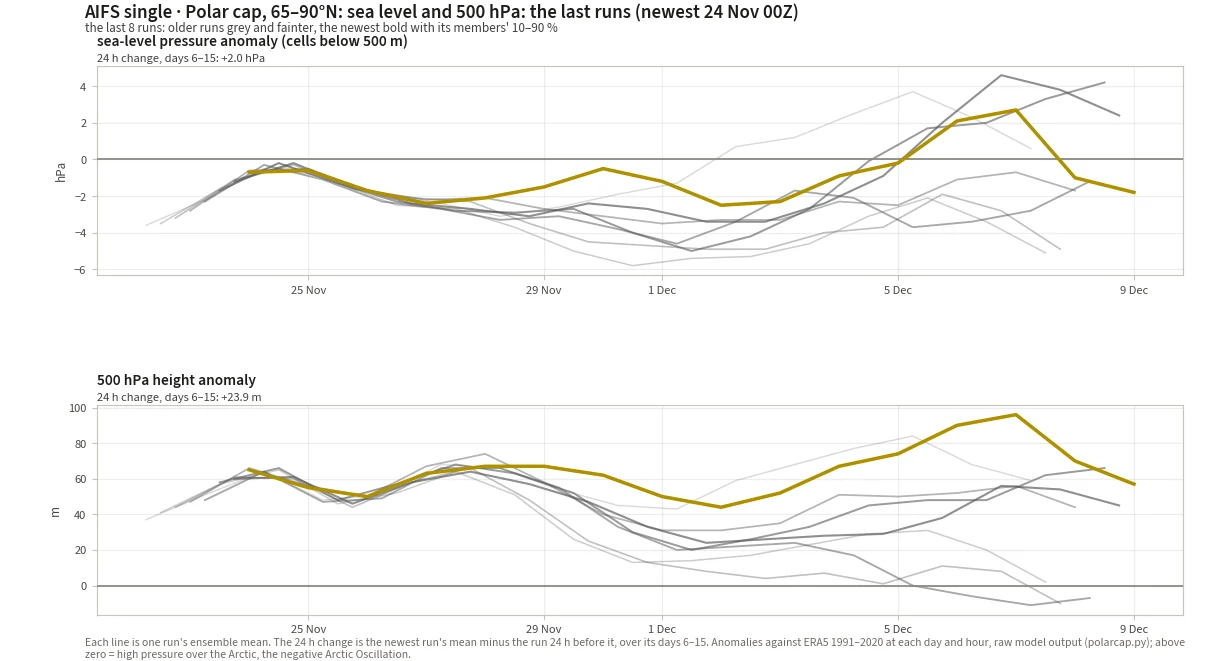 AIFS single · Polar cap, 65–90°N: sea level and 500 hPa: the last runs (newest 24 Nov 00Z)
the last 8 runs: older runs grey and fainter, the newest bold with its members' 10–90 %
sea-level pressure anomaly (cells below 500 m)
24 h change, days 6–15: +2.0 hPa
4
2
0
−2
−4
−6
hPa
25 Nov
29 Nov
1 Dec
5 Dec
9 Dec
500 hPa height anomaly
24 h change, days 6–15: +23.9 m
100
80
60
40
20
0
m
25 Nov
29 Nov
1 Dec
5 Dec
9 Dec
Each line is one run's ensemble mean. The 24 h change is the newest run's mean minus the run 24 h before it, over its days 6–15. Anomalies against ERA5 1991–2020 at each day and hour, raw model output (polarcap.py); above
zero = high pressure over the Arctic, the negative Arctic Oscillation.